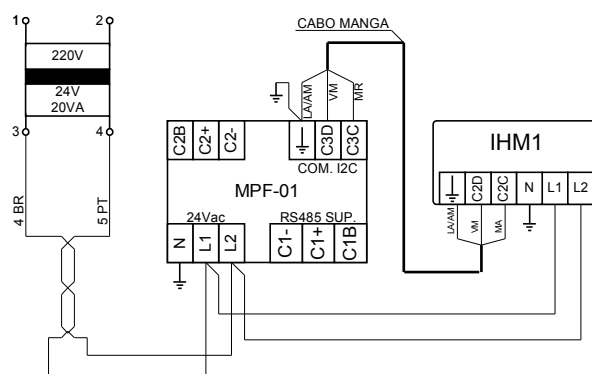 CABO MANGA
1 2
220V
24V
20VA
3 4
4 BR
5 PT
LA/AM
VM
MR
C2B C2+ C2- C3D C3C
COM. I2C
MPF-01
24Vac RS485 SUP.
N L1 L2 C1- C1+ C1B
IHM1
C2D C2C N L1 L2
LA/AM
VM
MA